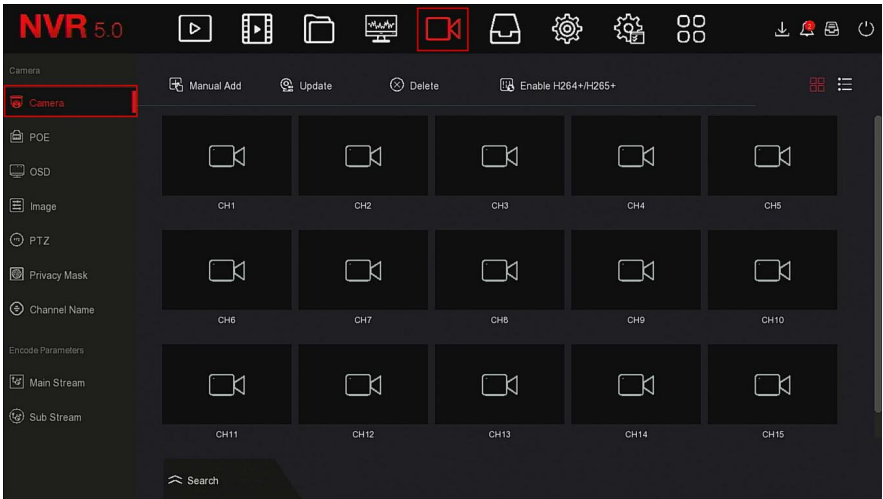 NVR 5.0
2
Camera
Manual Add Update Delete Enable H264+/H265+
Camera
POE
OSD
Image
PTZ
Privacy Mask
Channel Name
Encode Parameters
Main Stream
Sub Stream
CH1 CH2 CH3 CH4 CH5
CH6 CH7 CH8 CH9 CH10
CH11 CH12 CH13 CH14 CH15
Search